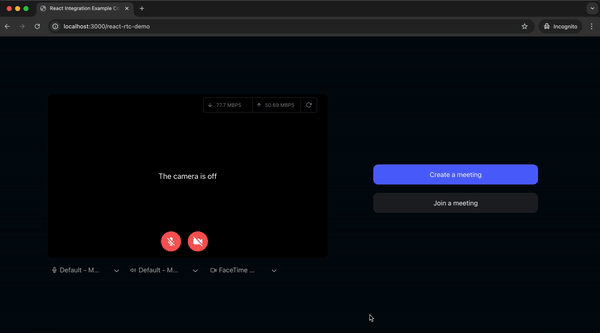 React Integration Example C
localhost:3000/react-rtc-demo
Incognito
77.7 MBPS
50.69 MBPS
The camera is off
Create a meeting
Join a meeting
Default - M...
Default - M...
FaceTime ...